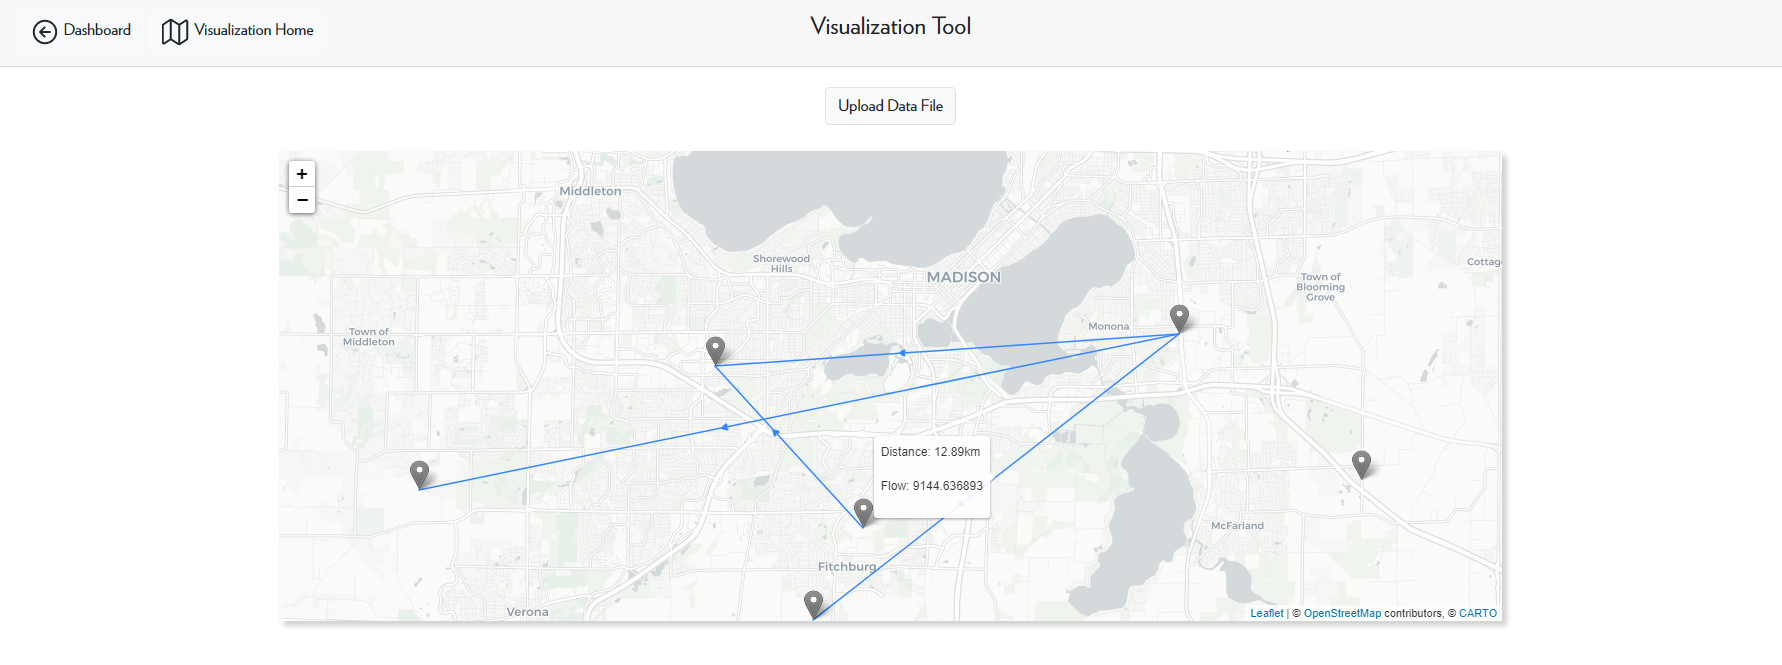 Dashboard
Visualization Home
Visualization Tool
Upload Data File
+
−
Middleton
Shorewood
Hills
MADISON
Cottag
Town of
Blooming
Grove
Monona
Town of
Middleton
Distance: 12.89km
Flow: 9144.636893
McFarland
Fitchburg
Verona
Leaflet | © OpenStreetMap contributors, © CARTO